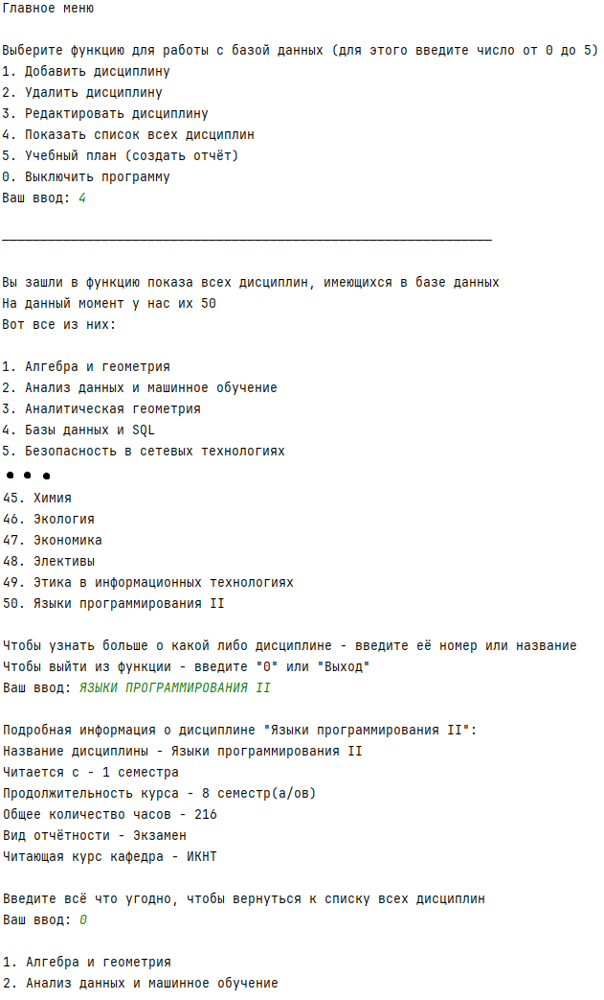 Главное меню
Выберите функцию для работы с базой данных (для этого введите число от 0 до 5)
1. Добавить дисциплину
2. Удалить дисциплину
3. Редактировать дисциплину
4. Показать список всех дисциплин
5. Учебный план (создать отчёт)
0. Выключить программу
Ваш ввод: 4
________________________________________________________________
Вы зашли в функцию показа всех дисциплин, имеющихся в базе данных
На данный момент у нас их 50
Вот все из них:
1. Алгебра и геометрия
2. Анализ данных и машинное обучение
3. Аналитическая геометрия
4. Базы данных и SQL
5. Безопасность в сетевых технологиях
• • •
45. Химия
46. Экология
47. Экономика
48. Элективы
49. Этика в информационных технологиях
50. Языки программирования II
Чтобы узнать больше о какой либо дисциплине - введите её номер или название
Чтобы выйти из функции - введите "0" или "Выход"
Ваш ввод: ЯЗЫКИ ПРОГРАММИРОВАНИЯ II
Подробная информация о дисциплине "Языки программирования II":
Название дисциплины - Языки программирования II
Читается с - 1 семестра
Продолжительность курса - 8 семестр(а/ов)
Общее количество часов - 216
Вид отчётности - Экзамен
Читающая курс кафедра - ИКНТ
Введите всё что угодно, чтобы вернуться к списку всех дисциплин
Ваш ввод: 0
1. Алгебра и геометрия
2. Анализ данных и машинное обучение